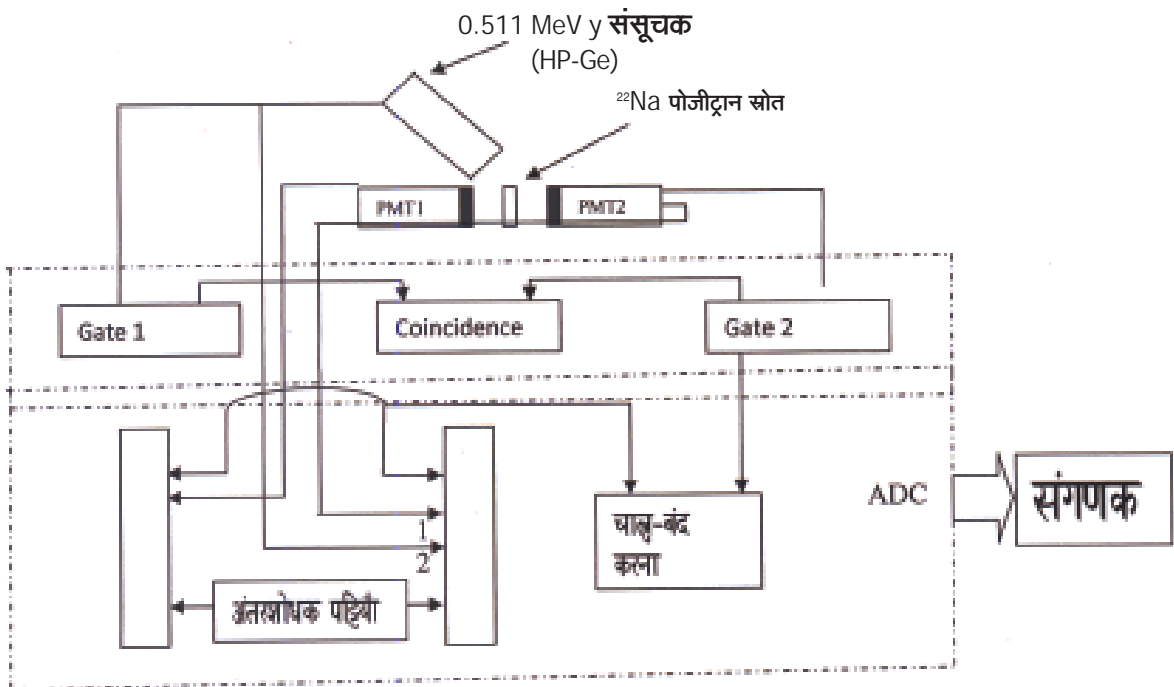 0.511 MeV y संसूचक
(HP-Ge)
²²Na पोजीट्रान स्रोत
PMT1
PMT2
Gate 1
Coincidence
Gate 2
ADC
संगणक
चालु-बंद
करना
1
2
अंतरशोधक पट्टियाँ